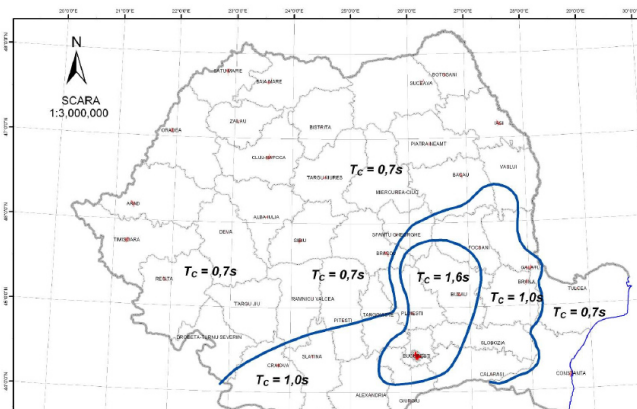 N
SCARA
1:3,000,000
SATU MARE
BAIA MARE
BOTOSANI
SUCEAVA
ZALAU
BISTRITA
IASI
ORADEA
CLUJ-NAPOCA
PIATRA NEAMT
TARGU-MURES
T_C = 0,7s
BACAU
VASLUI
MIERCUREA-CIUC
ARAD
ALBA-IULIA
DEVA
SFANTU GHEORGHE
TIMISOARA
SIBIU
BRASOV
FOCSANI
GALATI
RESITA
T_C = 0,7s
T_C = 0,7s
T_C = 1,6s
BRAILA
TULCEA
RAMNICU VALCEA
BUZAU
T_C = 1,0s
TARGU JIU
T_C = 0,7s
PITESTI
TARGOVISTE
PLOIESTI
DROBETA-TURNU SEVERIN
SLOBOZIA
SLATINA
BUCURESTI
CRAIOVA
CALARASI
CONSTANTA
T_C = 1,0s
ALEXANDRIA
GIURGIU